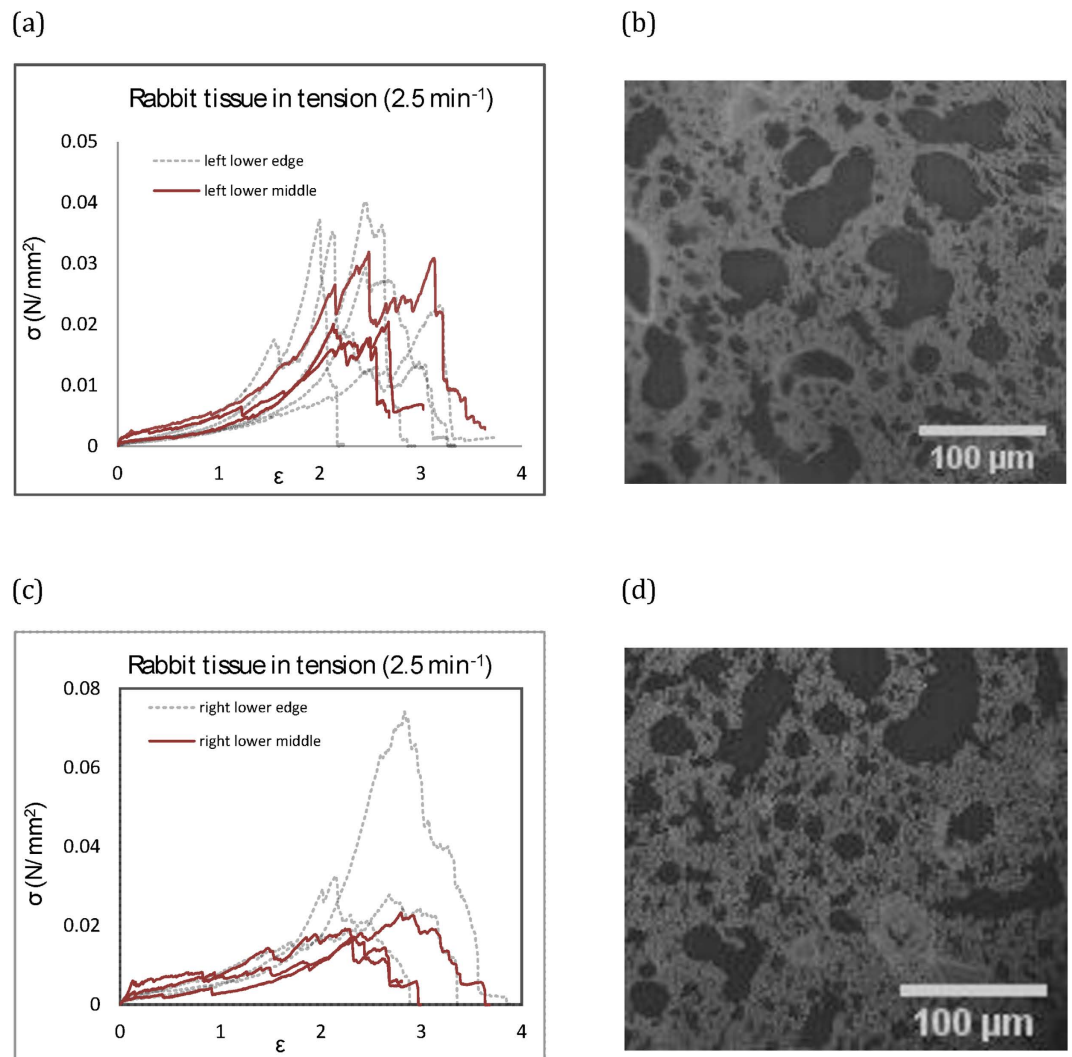 (a)
(b)
Rabbit tissue in tension (2.5 min⁻¹)
0.05
0.04
0.03
0.02
0.01
0
left lower edge
left lower middle
σ (N/mm²)
0 1 2 3 4
ε
100 µm
(c)
(d)
Rabbit tissue in tension (2.5 min⁻¹)
0.08
0.06
0.04
0.02
0
right lower edge
right lower middle
σ (N/mm²)
0 1 2 3 4
ε
100 µm